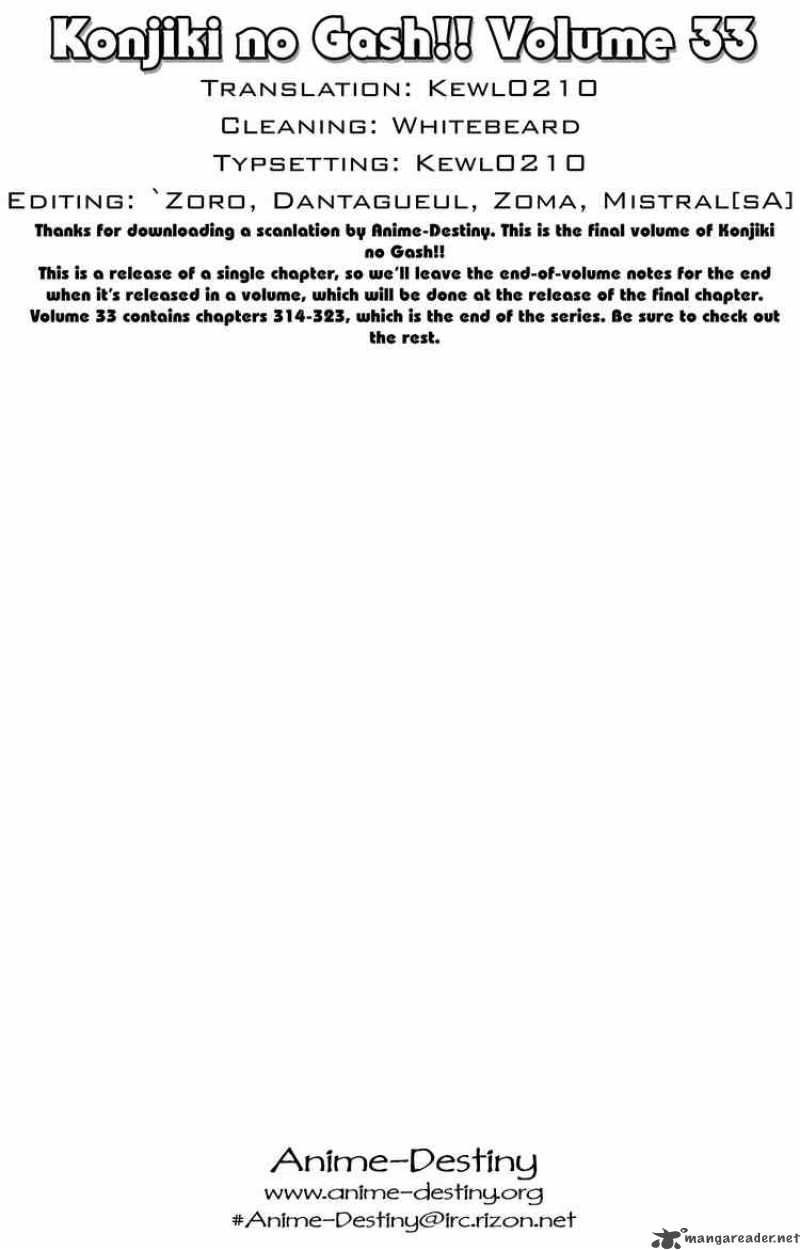 Konjiki no Gash!! Volume 33
Translation: Kewl0210
Cleaning: Whitebeard
Typsetting: Kewl0210
Editing: `Zoro, Dantagueul, Zoma, Mistral[sA]
Thanks for downloading a scanlation by Anime-Destiny. This is the final volume of Konjiki
no Gash!!
This is a release of a single chapter, so we'll leave the end-of-volume notes for the end
when it's released in a volume, which will be done at the release of the final chapter.
Volume 33 contains chapters 314-323, which is the end of the series. Be sure to check out
the rest.
Anime-Destiny
www.anime-destiny.org
#Anime-Destiny@irc.rizon.net
mangareader.net